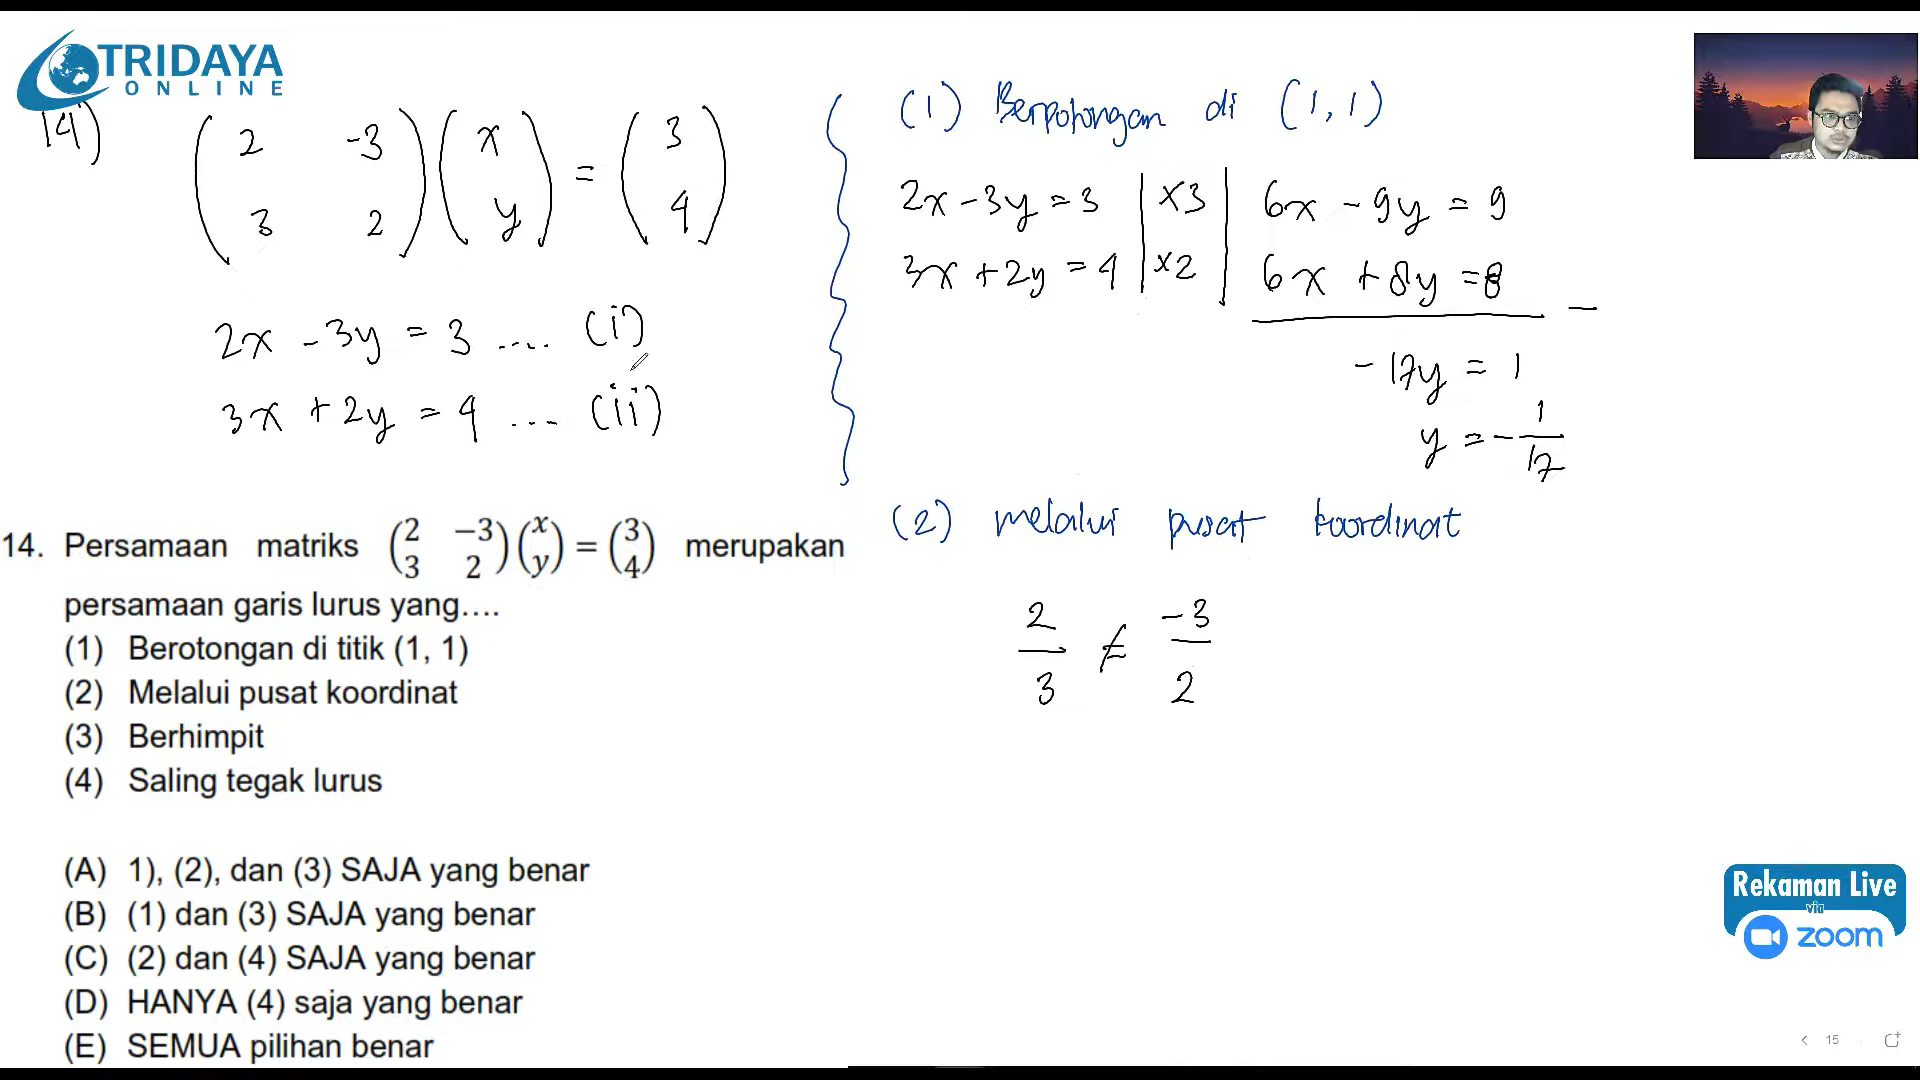 TRIDAYA
ONLINE
14)
( 2 -3 ) ( x ) = ( 3 )
( 3 2 ) ( y ) ( 4 )
2x - 3y = 3 .... (i)
3x + 2y = 4 ... (ii)
14. Persamaan matriks (2 −3 3 2)(x y) = (3 4) merupakan
persamaan garis lurus yang….
(1) Berotongan di titik (1, 1)
(2) Melalui pusat koordinat
(3) Berhimpit
(4) Saling tegak lurus
(A) 1), (2), dan (3) SAJA yang benar
(B) (1) dan (3) SAJA yang benar
(C) (2) dan (4) SAJA yang benar
(D) HANYA (4) saja yang benar
(E) SEMUA pilihan benar
(1) Berpotongan di (1, 1)
2x - 3y = 3 | x3 | 6x - 9y = 9
3x + 2y = 4 | x2 | 6x + 8y = 8
-17y = 1
y = - 1/17
(2) melalui pusat koordinat
2/3 ≠ -3/2
Rekaman Live
via
zoom
15